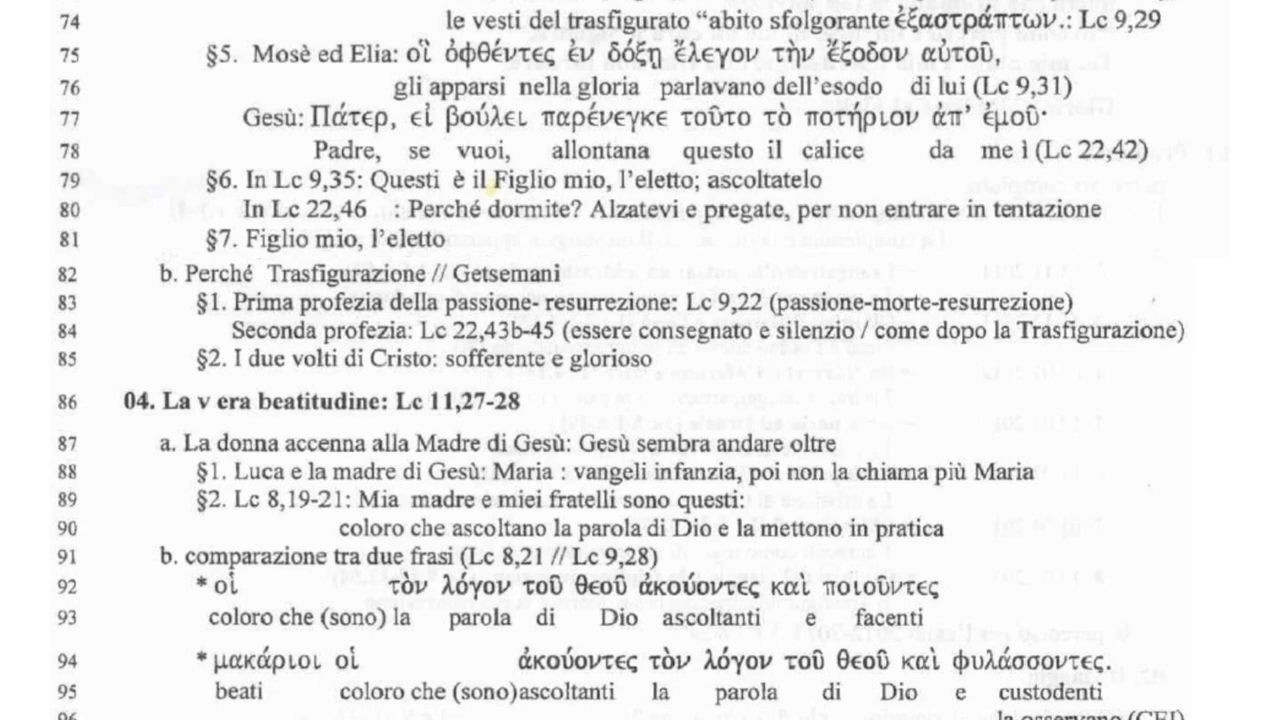 74 le vesti del trasfigurato “abito sfolgorante ἐξαστράπτων.: Lc 9,29
75 §5. Mosè ed Elia: οἳ ὀφθέντες ἐν δόξῃ ἔλεγον τὴν ἔξοδον αὐτοῦ,
76 gli apparsi nella gloria parlavano dell’esodo di lui (Lc 9,31)
77 Gesù: Πάτερ, εἰ βούλει παρένεγκε τοῦτο τὸ ποτήριον ἀπ’ ἐμοῦ·
78 Padre, se vuoi, allontana questo il calice da me ì (Lc 22,42)
79 §6. In Lc 9,35: Questi è il Figlio mio, l’eletto; ascoltatelo
80 In Lc 22,46 .: Perché dormite? Alzatevi e pregate, per non entrare in tentazione
81 §7. Figlio mio, l’eletto
82 b. Perché Trasfigurazione // Getsemani
83 §1. Prima profezia della passione- resurrezione: Lc 9,22 (passione-morte-resurrezione)
84 Seconda profezia: Lc 22,43b-45 (essere consegnato e silenzio / come dopo la Trasfigurazione)
85 §2. I due volti di Cristo: sofferente e glorioso
86 04. La v era beatitudine: Lc 11,27-28
87 a. La donna accenna alla Madre di Gesù: Gesù sembra andare oltre
88 §1. Luca e la madre di Gesù: Maria : vangeli infanzia, poi non la chiama più Maria
89 §2. Lc 8,19-21: Mia madre e miei fratelli sono questi:
90 coloro che ascoltano la parola di Dio e la mettono in pratica
91 b. comparazione tra due frasi (Lc 8,21 // Lc 9,28)
92 * οἱ τὸν λόγον τοῦ θεοῦ ἀκούοντες καὶ ποιοῦντες
93 coloro che (sono) la parola di Dio ascoltanti e facenti
94 * μακάριοι οἱ ἀκούοντες τὸν λόγον τοῦ θεοῦ καὶ φυλάσσοντες.
95 beati coloro che (sono) ascoltanti la parola di Dio e custodenti
96 la osservano (CEI)